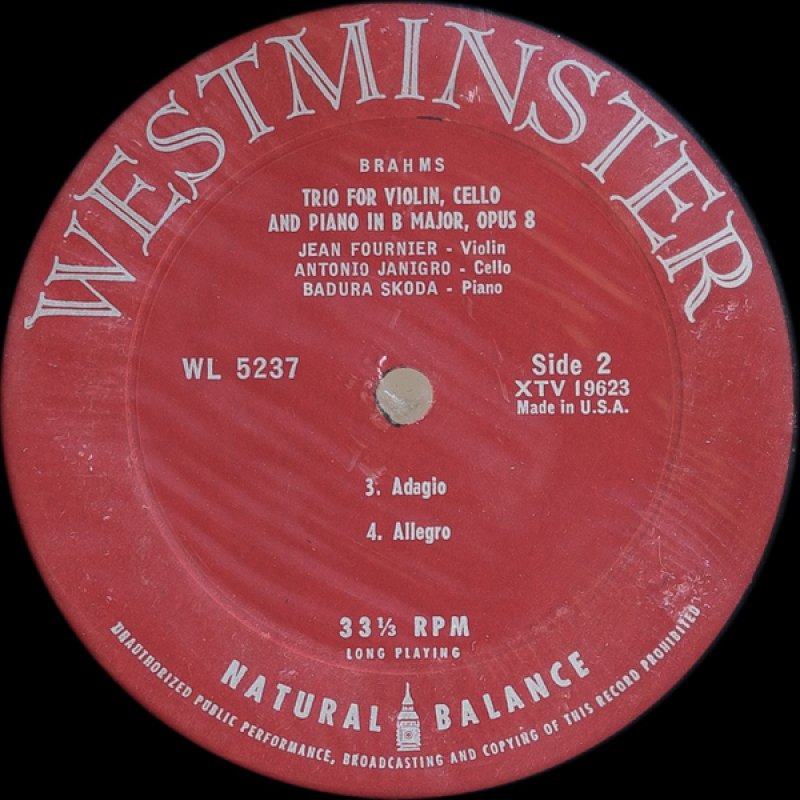 WESTMINSTER
BRAHMS
TRIO FOR VIOLIN, CELLO
AND PIANO IN B MAJOR, OPUS 8
JEAN FOURNIER - Violin
ANTONIO JANIGRO - Cello
BADURA SKODA - Piano
WL 5237
Side 2
XTV 19623
Made in U.S.A.
3. Adagio
4. Allegro
33⅓ RPM
LONG PLAYING
NATURAL BALANCE
UNAUTHORIZED PUBLIC PERFORMANCE, BROADCASTING AND COPYING OF THIS RECORD PROHIBITED